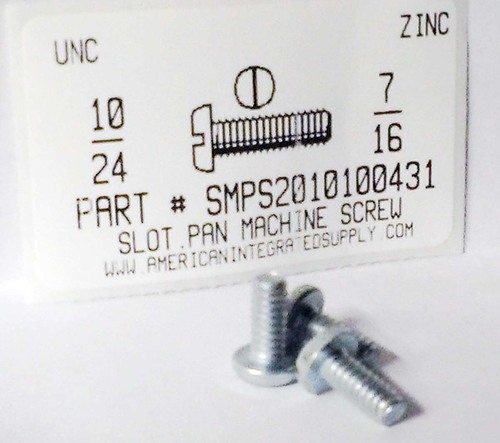 UNC ZINC
10
24
7
16
PART # SMPS2010100431
SLOT.PAN MACHINE SCREW
WWW.AMERICANINTEGRATEDSUPPLY.COM